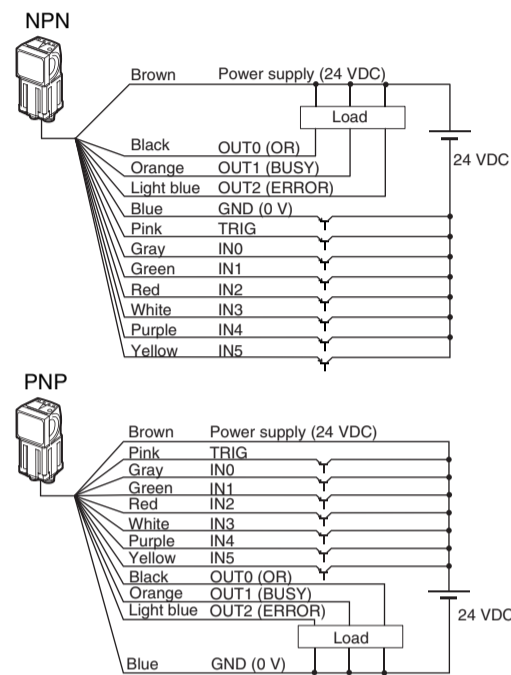 NPN
Brown Power supply (24 VDC)
Load
Black OUT0 (OR)
24 VDC
Orange OUT1 (BUSY)
Light blue OUT2 (ERROR)
Blue GND (0 V)
Pink TRIG
Gray IN0
Green IN1
Red IN2
White IN3
Purple IN4
Yellow IN5
PNP
Brown Power supply (24 VDC)
Pink TRIG
Gray IN0
Green IN1
Red IN2
White IN3
Purple IN4
Yellow IN5
Black OUT0 (OR)
Orange OUT1 (BUSY)
Light blue OUT2 (ERROR)
24 VDC
Load
Blue GND (0 V)